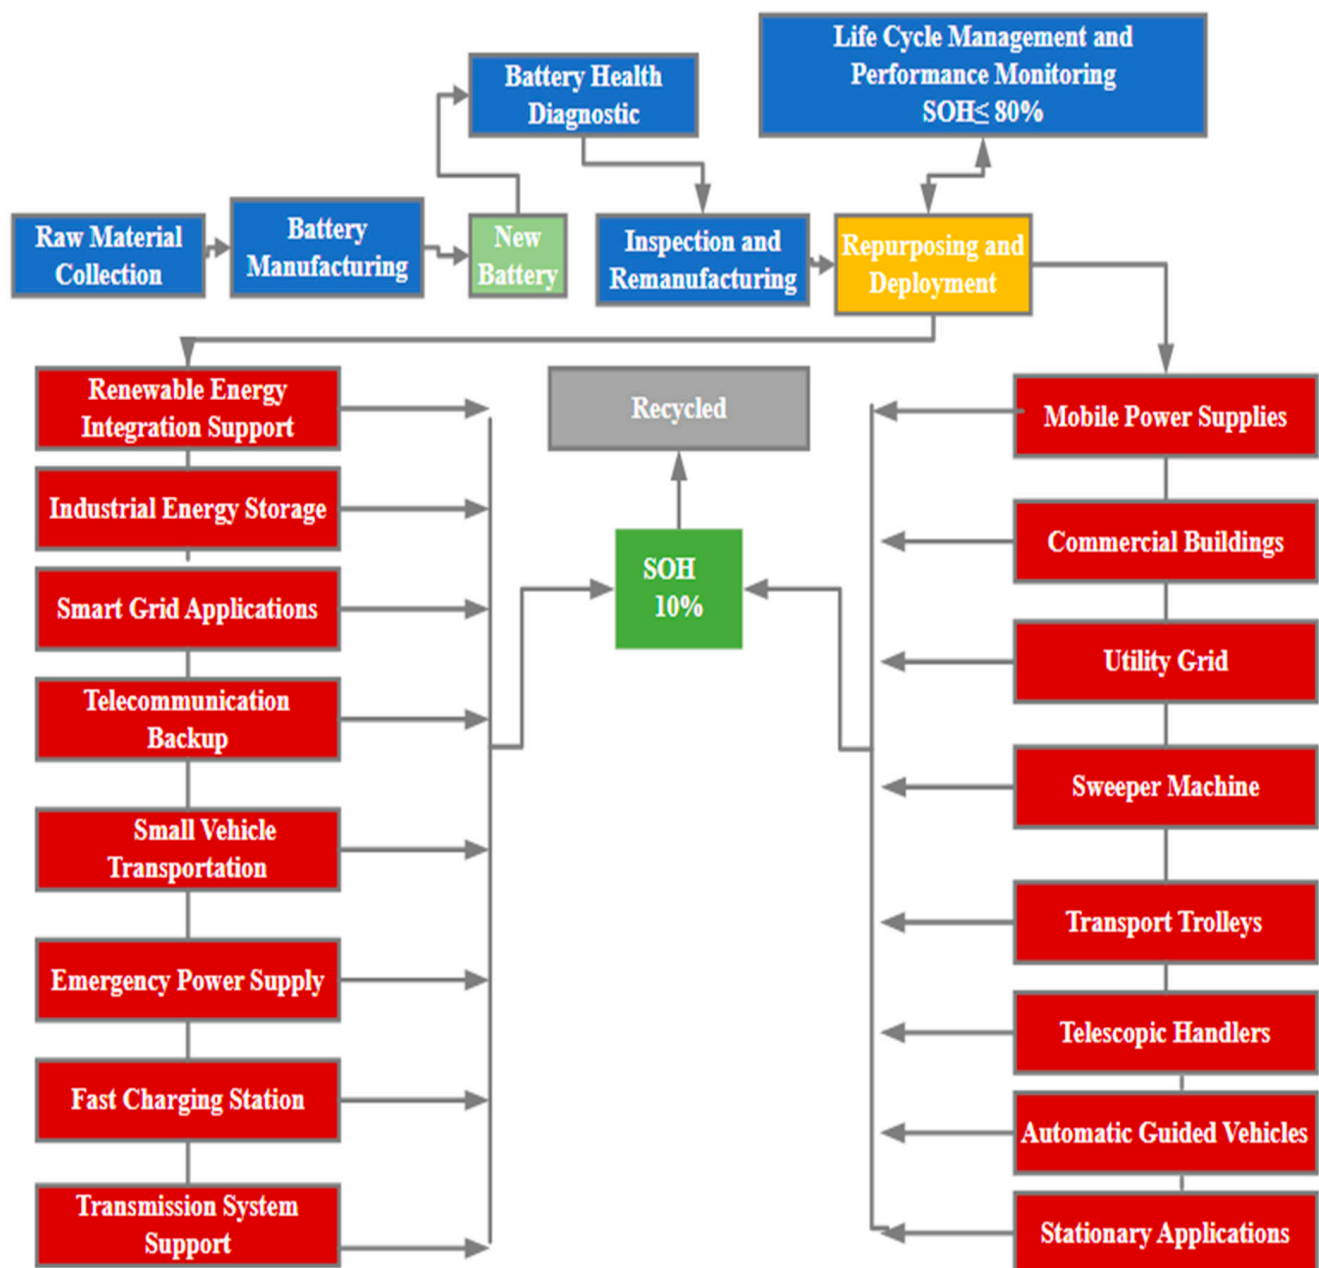 Life Cycle Management and
Performance Monitoring
SOH≤ 80%
Battery Health
Diagnostic
Raw Material
Collection
Battery
Manufacturing
New
Battery
Inspection and
Remanufacturing
Repurposing and
Deployment
Renewable Energy
Integration Support
Industrial Energy Storage
Smart Grid Applications
Telecommunication
Backup
Small Vehicle
Transportation
Emergency Power Supply
Fast Charging Station
Transmission System
Support
Recycled
SOH
10%
Mobile Power Supplies
Commercial Buildings
Utility Grid
Sweeper Machine
Transport Trolleys
Telescopic Handlers
Automatic Guided Vehicles
Stationary Applications